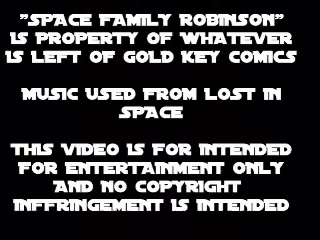 "SPACE FAMILY ROBINSON"
IS PROPERTY OF WHATEVER
IS LEFT OF GOLD KEY COMICS
MUSIC USED FROM LOST IN
SPACE
THIS VIDEO IS FOR INTENDED
FOR ENTERTAINMENT ONLY
AND NO COPYRIGHT
INFFRINGEMENT IS INTENDED